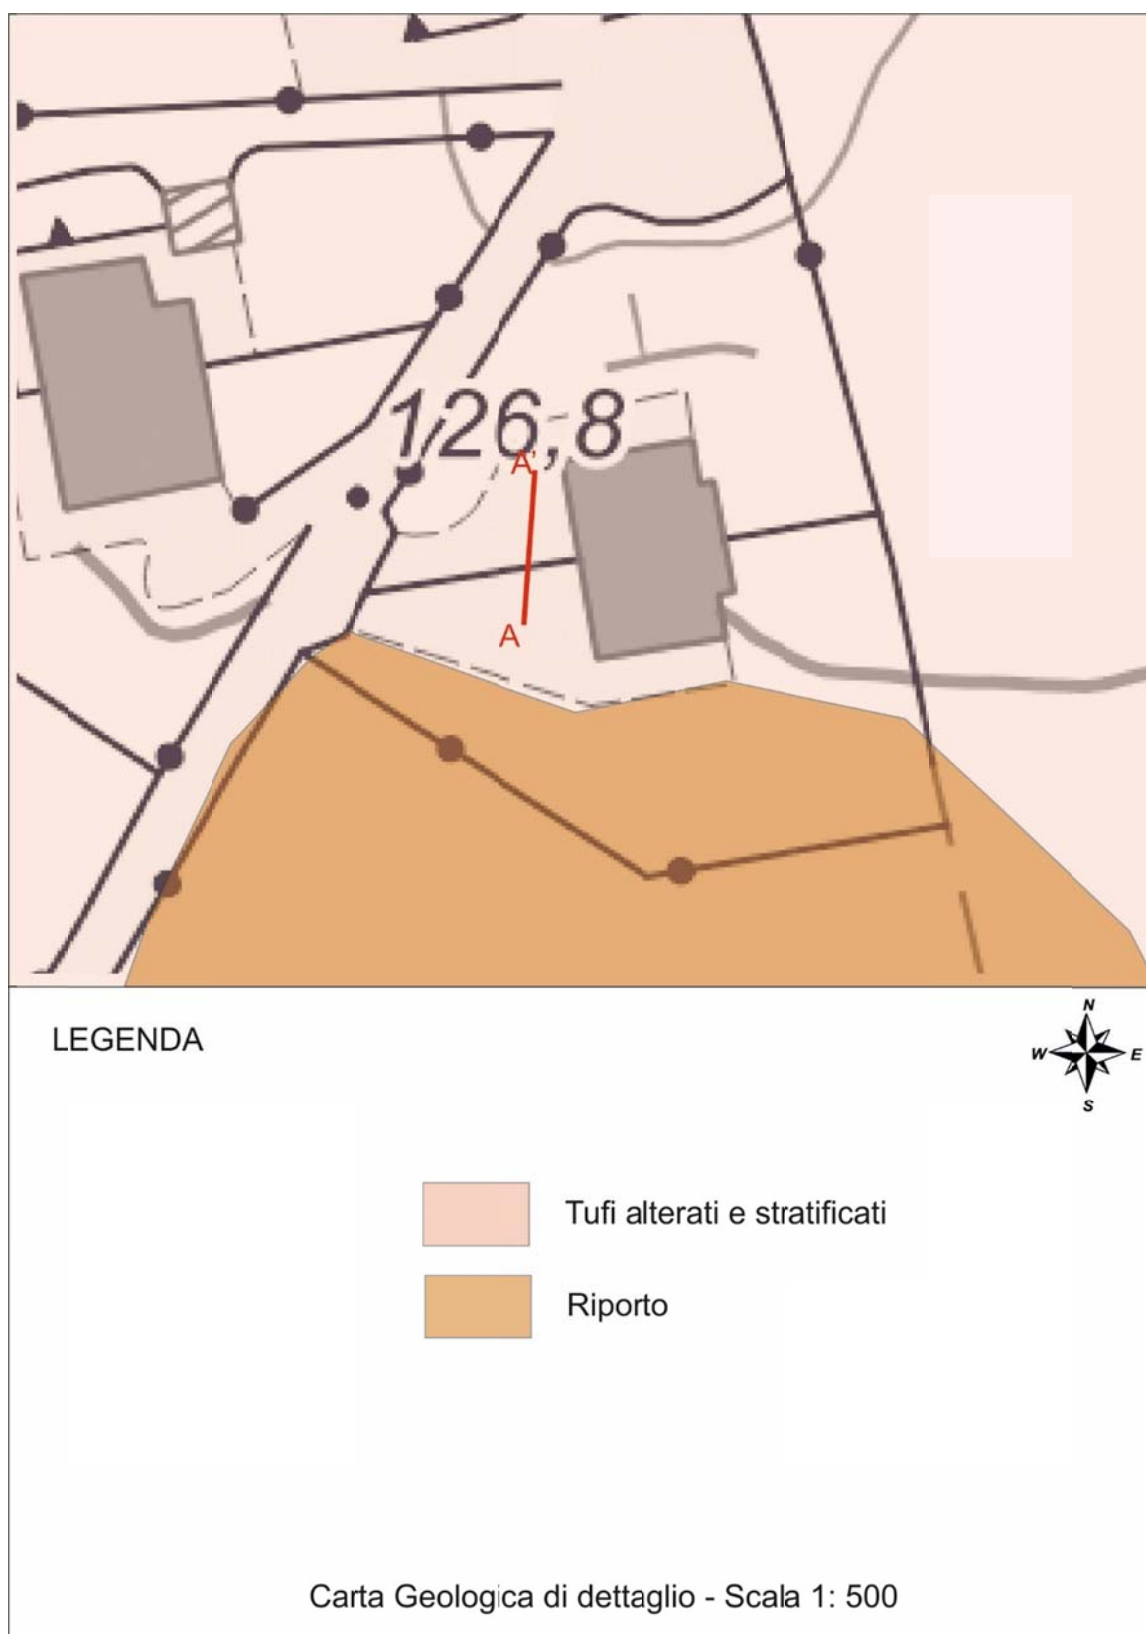 126,8
A'
A
LEGENDA
N
W E
S
Tufi alterati e stratificati
Riporto
Carta Geologica di dettaglio - Scala 1: 500